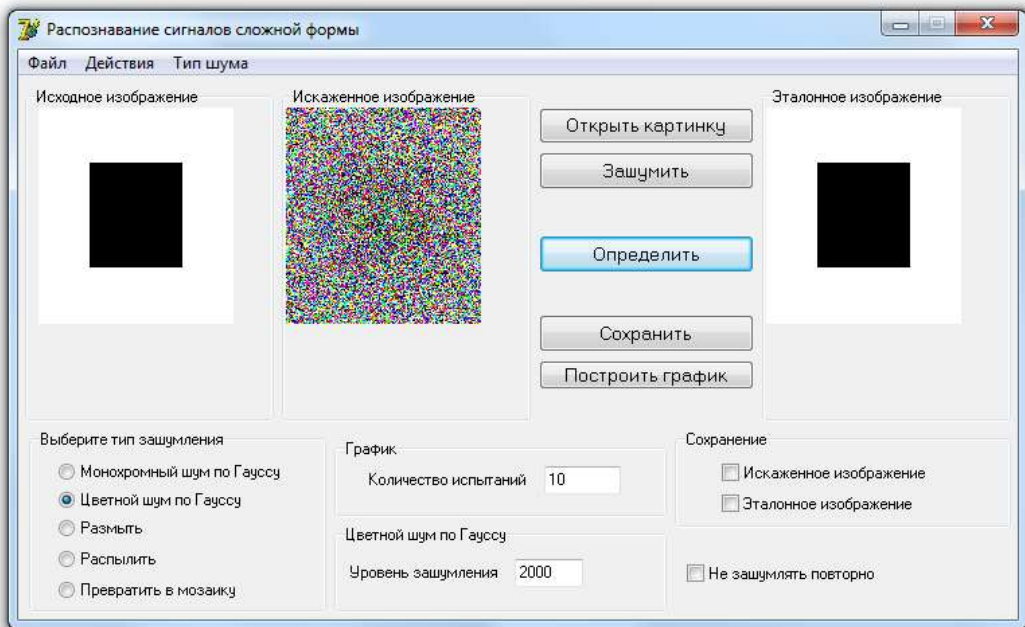 Распознавание сигналов сложной формы
Файл Действия Тип шума
Исходное изображение
Искаженное изображение
Эталонное изображение
Открыть картинку
Зашумить
Определить
Сохранить
Построить график
Выберите тип зашумления
Монохромный шум по Гауссу
Цветной шум по Гауссу
Размыть
Распылить
Превратить в мозаику
График
Количество испытаний 10
Цветной шум по Гауссу
Уровень зашумления 2000
Сохранение
Искаженное изображение
Эталонное изображение
Не зашумлять повторно